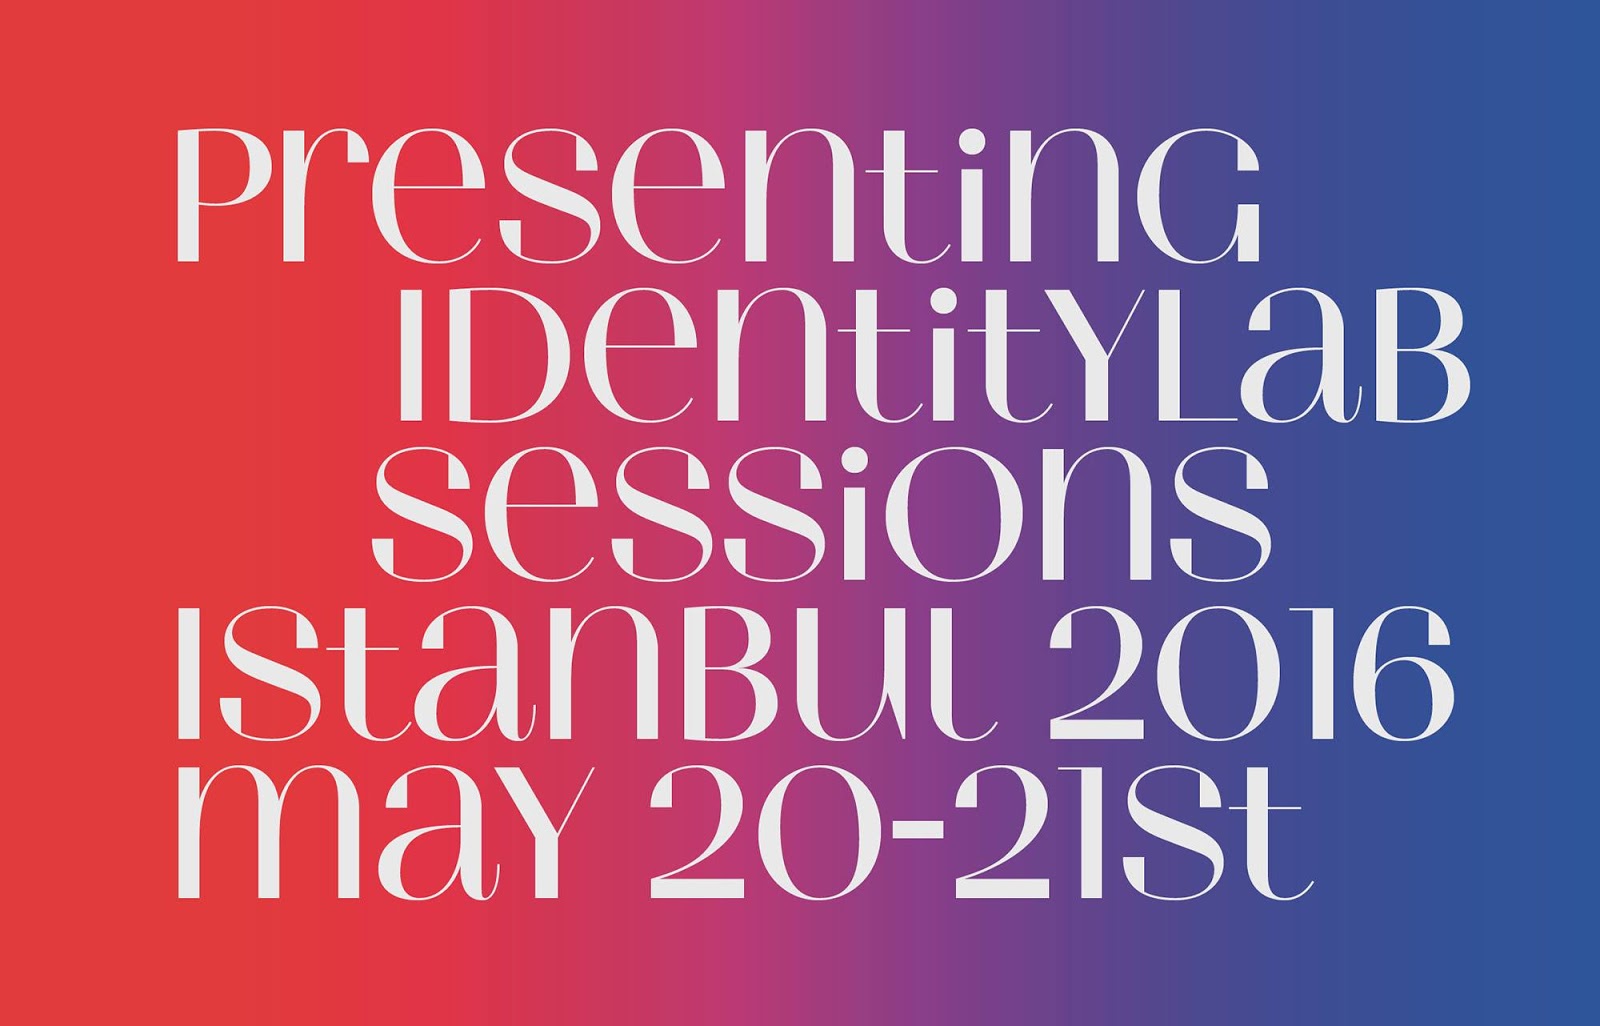 Presenting
IDentityLaB
sessions
IstanBul 2016
may 20-21st